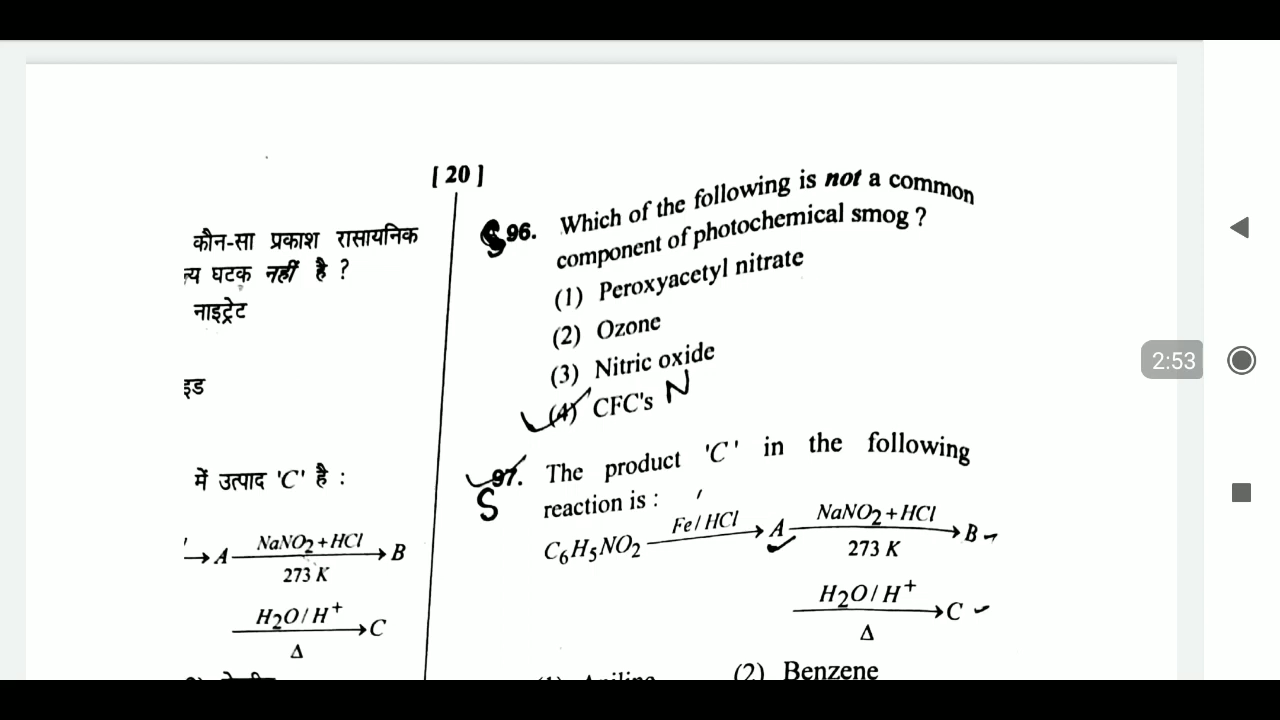 [ 20 ]
कौन-सा प्रकाश रासायनिक
घटक नहीं है ?
नाइट्रेट
में उत्पाद 'C' है :
→ A NaNO2 + HCl → B
273 K
H2O / H+ → C
Δ
96. Which of the following is not a common
component of photochemical smog ?
(1) Peroxyacetyl nitrate
(2) Ozone
(3) Nitric oxide
(4) CFC's N
97. The product 'C' in the following
S reaction is :
C6H5NO2 Fe / HCl → A NaNO2 + HCl → B
273 K
H2O / H+ → C
Δ
(2) Benzene
2:53